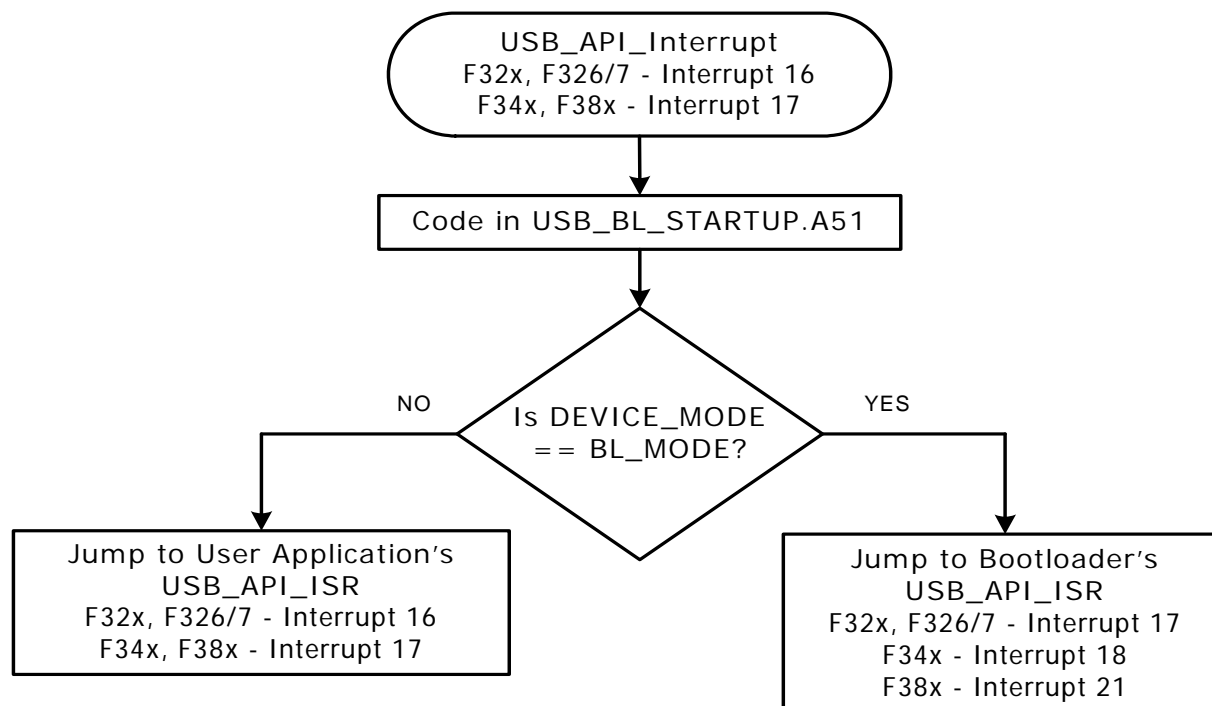 USB_API_Interrupt
F32x, F326/7 - Interrupt 16
F34x, F38x - Interrupt 17
Code in USB_BL_STARTUP.A51
NO
YES
Is DEVICE_MODE
== BL_MODE?
Jump to User Application's
USB_API_ISR
F32x, F326/7 - Interrupt 16
F34x, F38x - Interrupt 17
Jump to Bootloader's
USB_API_ISR
F32x, F326/7 - Interrupt 17
F34x - Interrupt 18
F38x - Interrupt 21